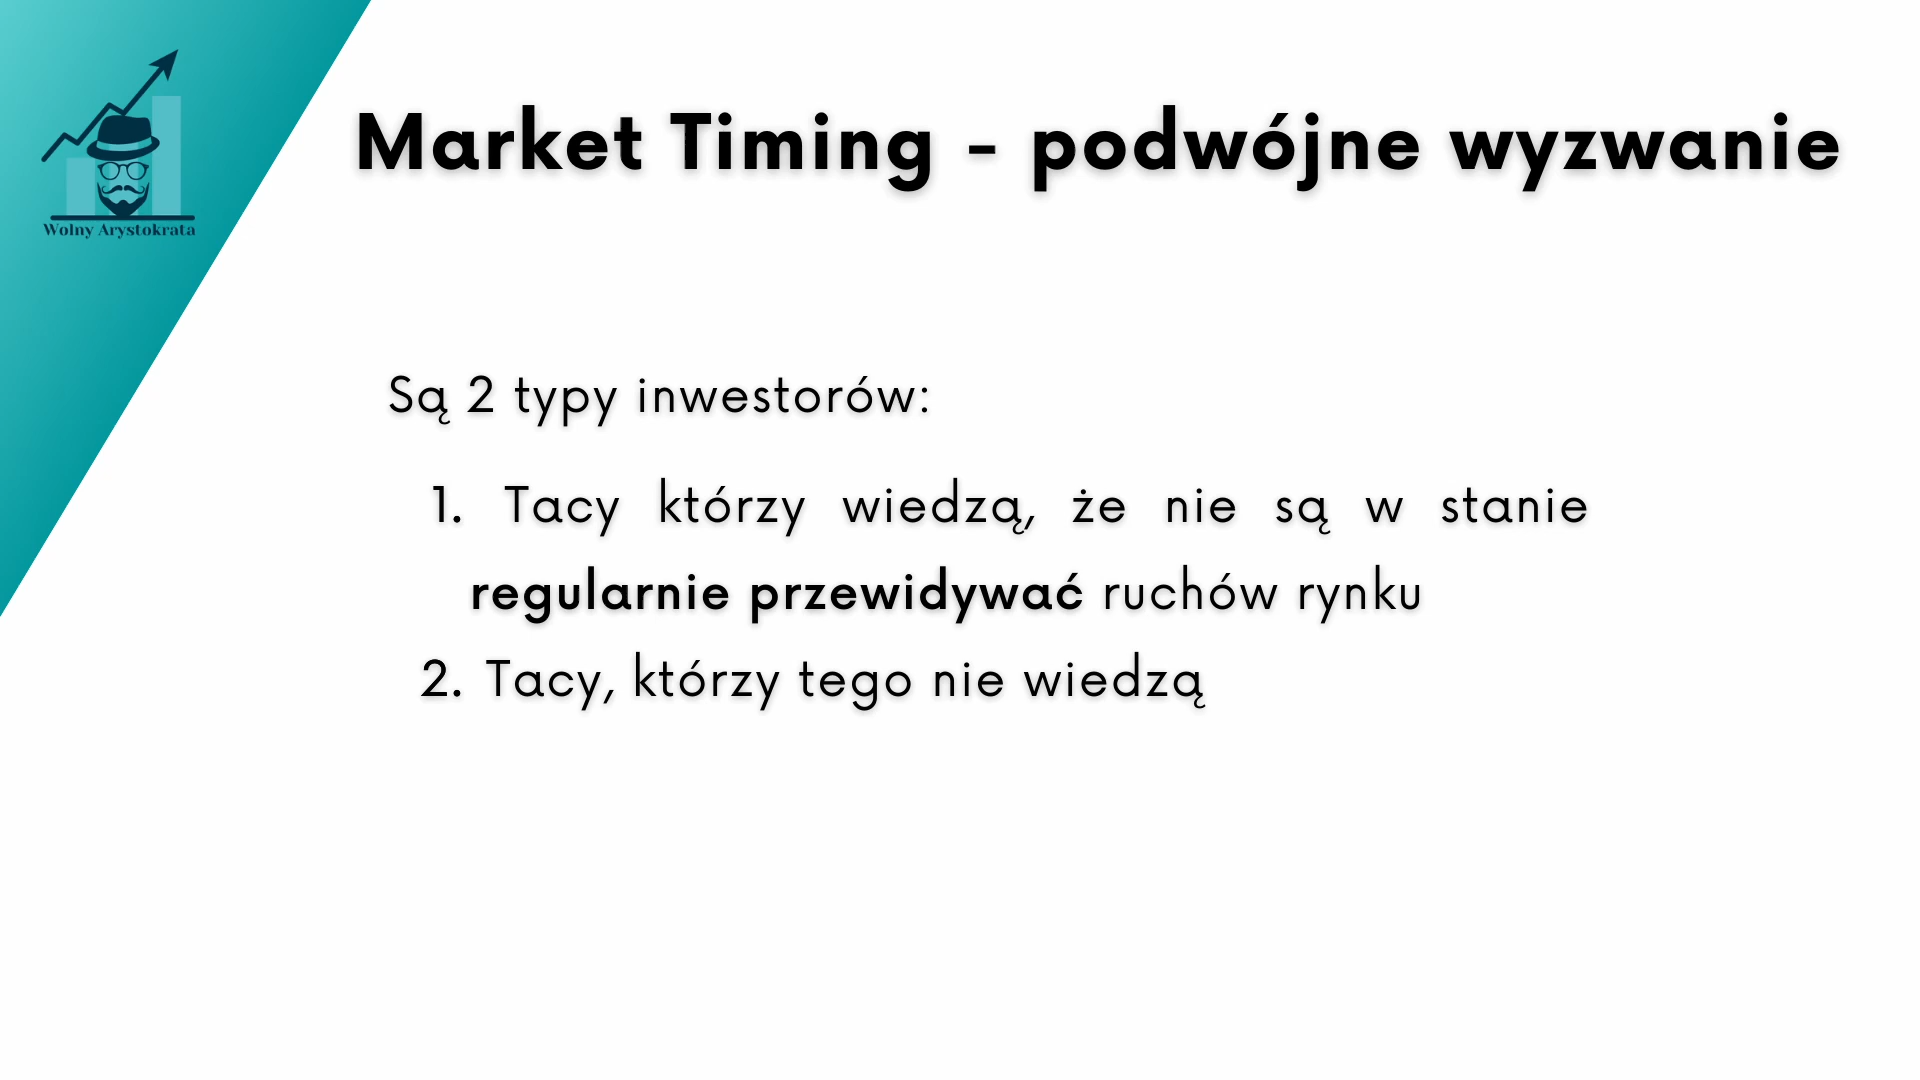 Wolny Arystokrata
Market Timing - podwójne wyzwanie
Są 2 typy inwestorów:
1. Tacy którzy wiedzą, że nie są w stanie
regularnie przewidywać ruchów rynku
2. Tacy, którzy tego nie wiedzą